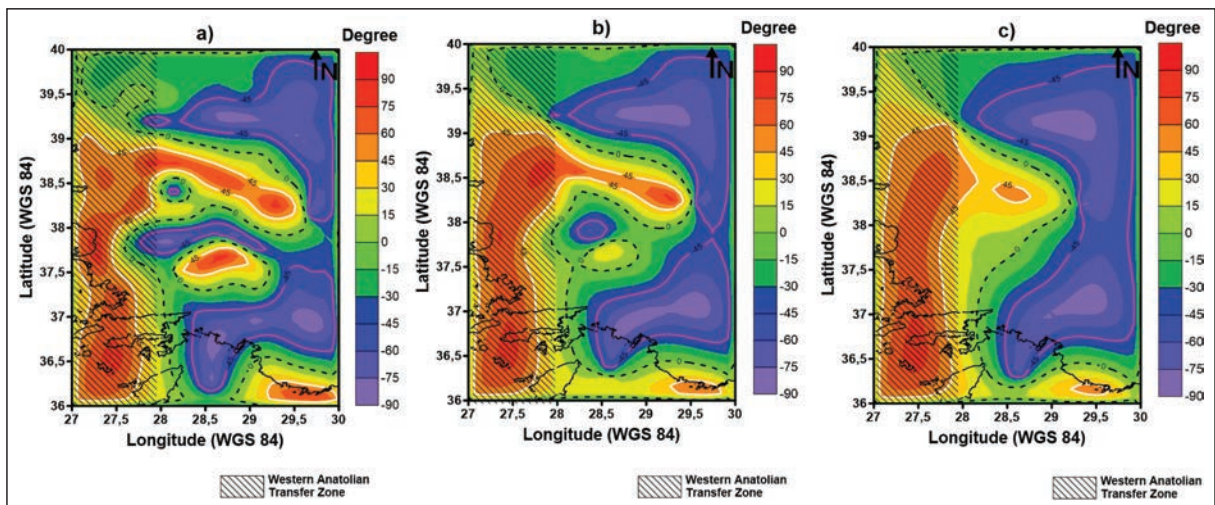 a)
Degree
40
39,5
39
38,5
38
37,5
37
36,5
36
Latitude (WGS 84)
N
90
75
60
45
30
15
0
-15
-30
-45
-60
-75
-90
27 27,5 28 28,5 29 29,5 30
Longitude (WGS 84)
Western Anatolian
Transfer Zone
b)
Degree
40
39,5
39
38,5
38
37,5
37
36,5
36
Latitude (WGS 84)
N
90
75
60
45
30
15
0
-15
-30
-45
-60
-75
-90
27 27,5 28 28,5 29 29,5 30
Longitude (WGS 84)
Western Anatolian
Transfer Zone
c)
Degree
40
39,5
39
38,5
38
37,5
37
36,5
36
Latitude (WGS 84)
N
90
75
60
45
30
15
0
-15
-30
-45
-60
-75
-90
27 27,5 28 28,5 29 29,5 30
Longitude (WGS 84)
Western Anatolian
Transfer Zone